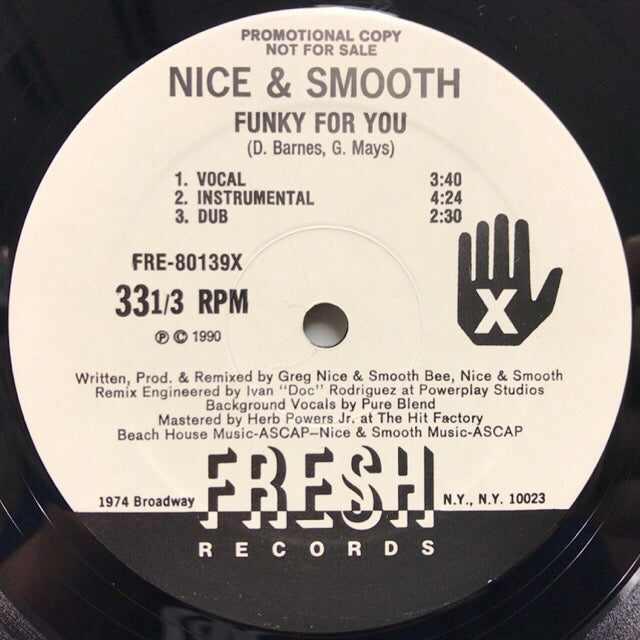 PROMOTIONAL COPY
NOT FOR SALE
NICE & SMOOTH
FUNKY FOR YOU
(D. Barnes, G. Mays)
1. VOCAL 3:40
2. INSTRUMENTAL 4:24
3. DUB 2:30
FRE-80139X
33 1/3 RPM
Ⓟ © 1990
X
Written, Prod. & Remixed by Greg Nice & Smooth Bee, Nice & Smooth
Remix Engineered by Ivan "Doc" Rodriguez at Powerplay Studios
Background Vocals by Pure Blend
Mastered by Herb Powers Jr. at The Hit Factory
Beach House Music-ASCAP—Nice & Smooth Music-ASCAP
1974 Broadway FRESH N.Y., N.Y. 10023
RECORDS